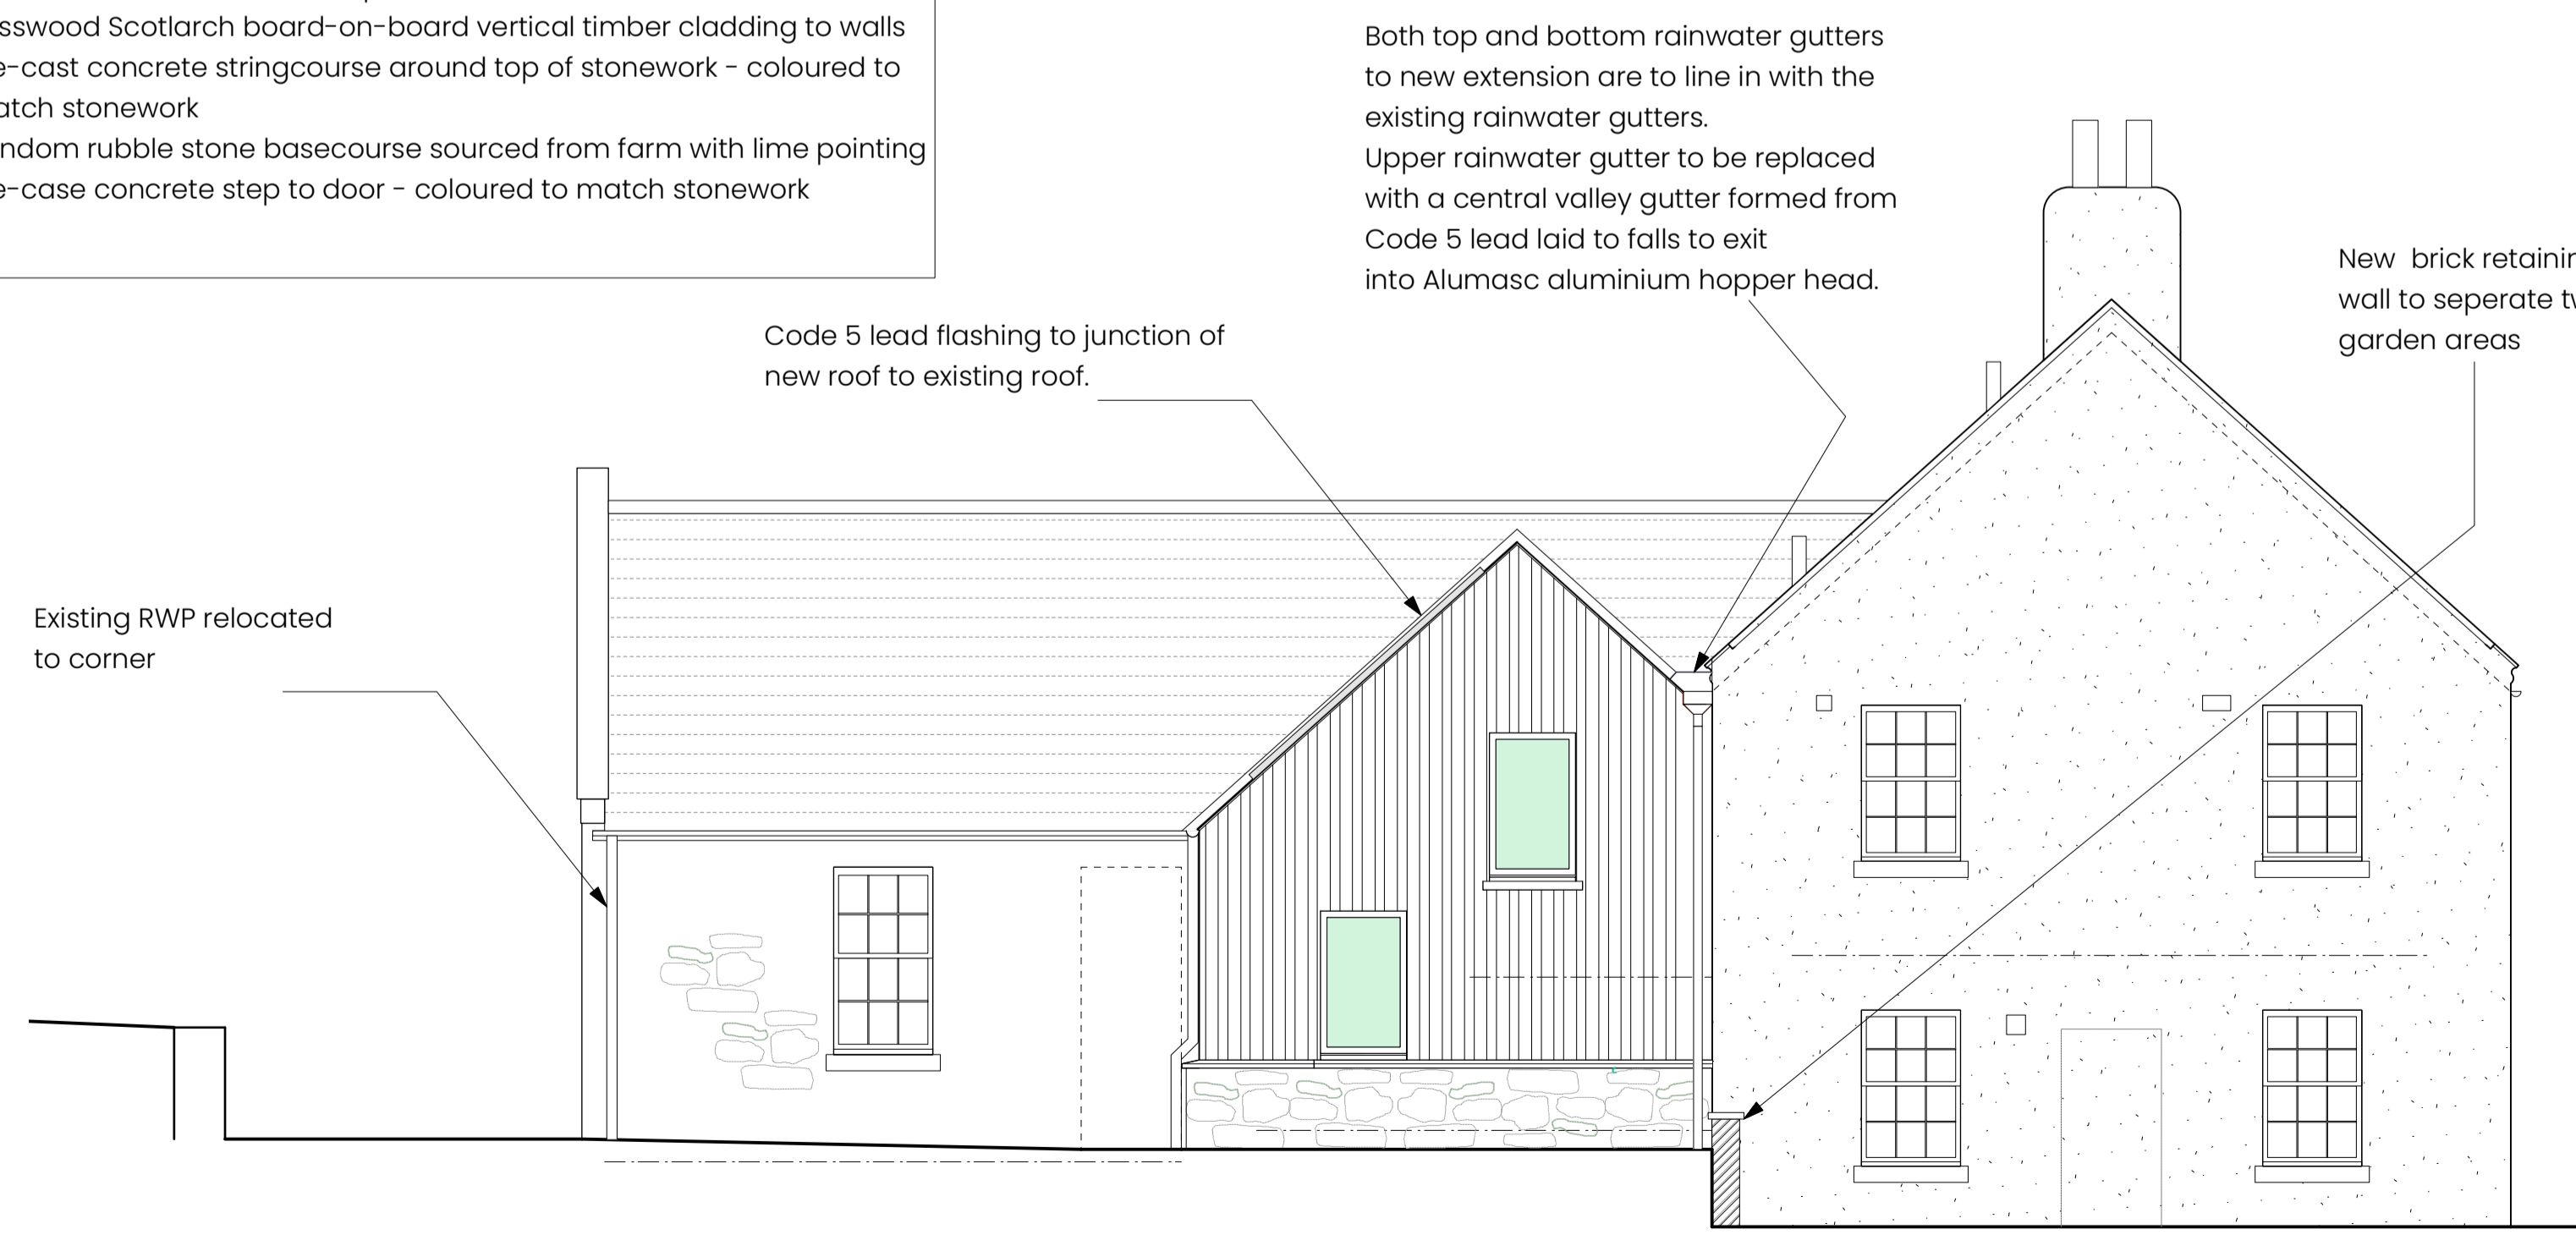 sswood Scotlarch board-on-board vertical timber cladding to walls
e-cast concrete stringcourse around top of stonework - coloured to
atch stonework
ndom rubble stone basecourse sourced from farm with lime pointing
e-case concrete step to door - coloured to match stonework
Both top and bottom rainwater gutters
to new extension are to line in with the
existing rainwater gutters.
Upper rainwater gutter to be replaced
with a central valley gutter formed from
Code 5 lead laid to falls to exit
into Alumasc aluminium hopper head.
New brick retainin
wall to seperate tw
garden areas
Code 5 lead flashing to junction of
new roof to existing roof.
Existing RWP relocated
to corner